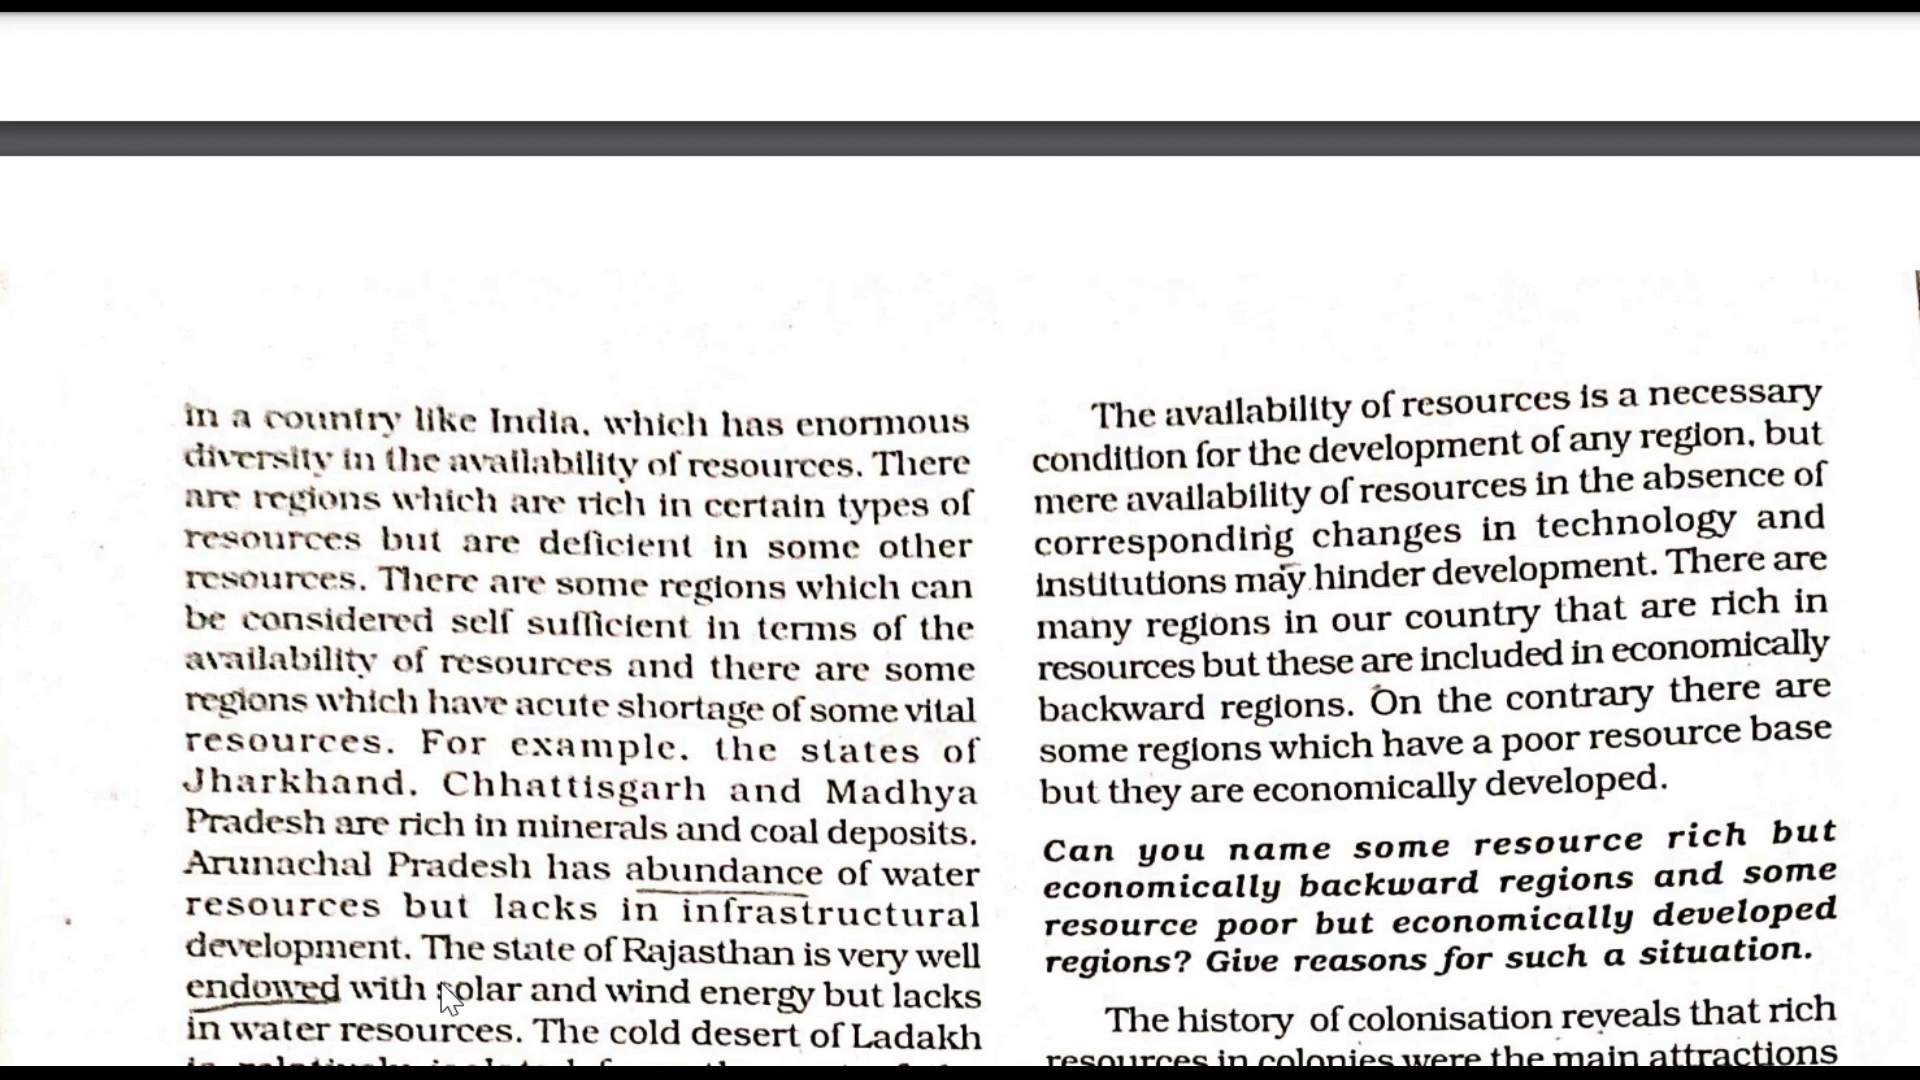 in a country like India, which has enormous
diversity in the availability of resources. There
are regions which are rich in certain types of
resources but are deficient in some other
resources. There are some regions which can
be considered self sufficient in terms of the
availability of resources and there are some
regions which have acute shortage of some vital
resources. For example, the states of
Jharkhand, Chhattisgarh and Madhya
Pradesh are rich in minerals and coal deposits.
Arunachal Pradesh has abundance of water
resources but lacks in infrastructural
development. The state of Rajasthan is very well
endowed with solar and wind energy but lacks
in water resources. The cold desert of Ladakh
The availability of resources is a necessary
condition for the development of any region, but
mere availability of resources in the absence of
corresponding changes in technology and
institutions may hinder development. There are
many regions in our country that are rich in
resources but these are included in economically
backward regions. On the contrary there are
some regions which have a poor resource base
but they are economically developed.
Can you name some resource rich but
economically backward regions and some
resource poor but economically developed
regions? Give reasons for such a situation.
The history of colonisation reveals that rich
resources in colonies were the main attractions